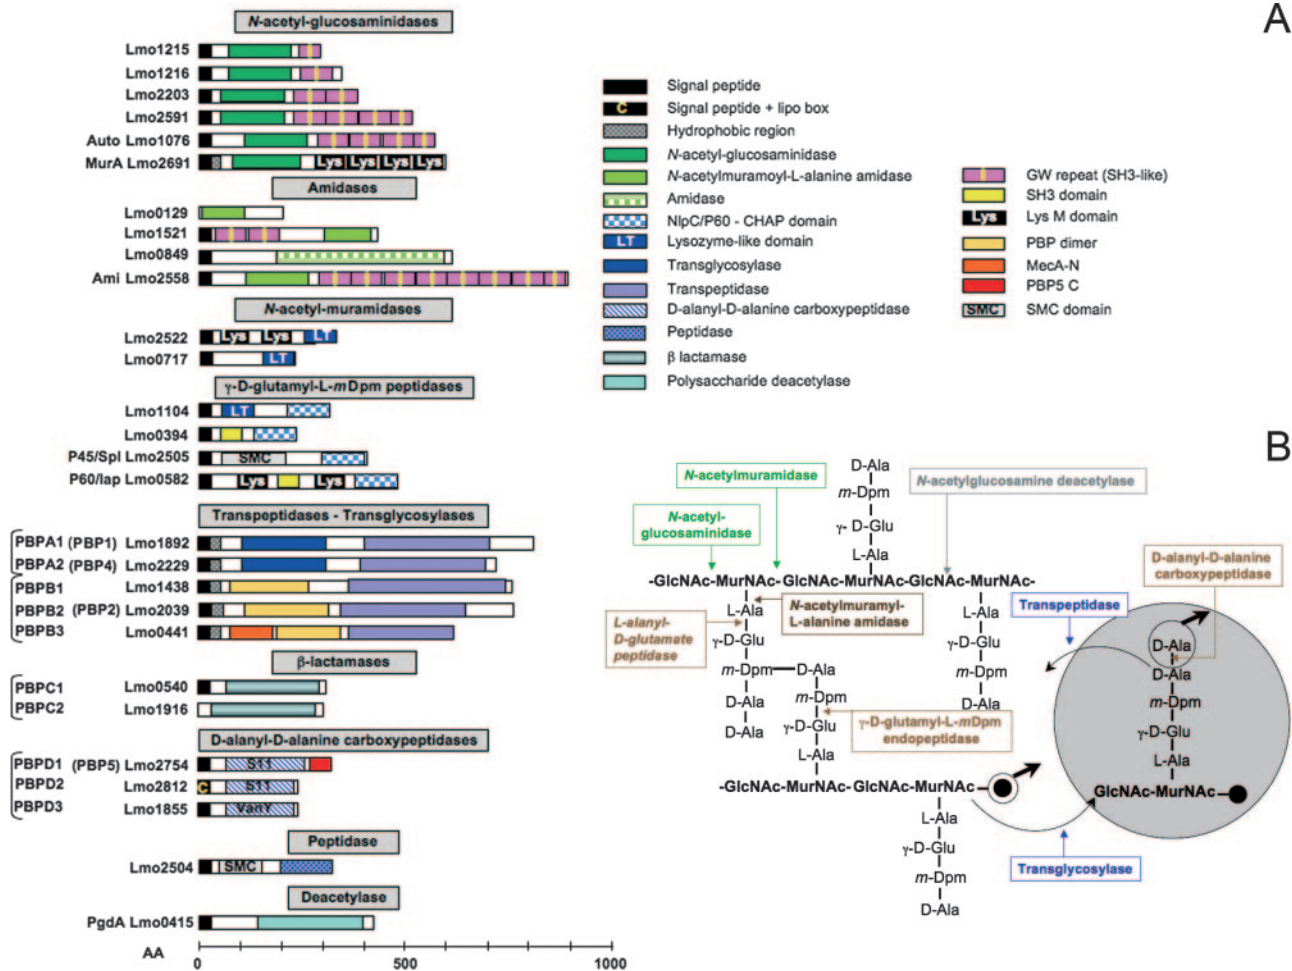 A
N-acetyl-glucosaminidases
Lmo1215
Lmo1216
Lmo2203
Lmo2591
Auto Lmo1076
MurA Lmo2691
Lys Lys Lys Lys
Amidases
Lmo0129
Lmo1521
Lmo0849
Ami Lmo2558
N-acetyl-muramidases
Lmo2522
Lys Lys LT
Lmo0717
LT
γ-D-glutamyl-L-mDpm peptidases
Lmo1104
LT
Lmo0394
P45/Spl Lmo2505
SMC
P60/Iap Lmo0582
Lys Lys
Transpeptidases - Transglycosylases
PBPA1 (PBP1) Lmo1892
PBPA2 (PBP4) Lmo2229
PBPB1 Lmo1438
PBPB2 (PBP2) Lmo2039
PBPB3 Lmo0441
β-lactamases
PBPC1 Lmo0540
PBPC2 Lmo1916
D-alanyl-D-alanine carboxypeptidases
PBPD1 (PBP5) Lmo2754
S11
PBPD2 Lmo2812
C S11
PBPD3 Lmo1855
VanY
Peptidase
Lmo2504
SMC
Deacetylase
PgdA Lmo0415
AA
0 500 1000
Signal peptide
C Signal peptide + lipo box
Hydrophobic region
N-acetyl-glucosaminidase
N-acetylmuramoyl-L-alanine amidase
Amidase
NlpC/P60 - CHAP domain
LT Lysozyme-like domain
Transglycosylase
Transpeptidase
D-alanyl-D-alanine carboxypeptidase
Peptidase
β lactamase
Polysaccharide deacetylase
GW repeat (SH3-like)
SH3 domain
Lys Lys M domain
PBP dimer
MecA-N
PBP5 C
SMC SMC domain
B
N-acetylmuramidase
N-acetyl-
glucosaminidase
N-acetylglucosamine deacetylase
D-Ala
m-Dpm
γ- D-Glu
L-Ala
-GlcNAc-MurNAc-GlcNAc-MurNAc-GlcNAc-MurNAc-
L-Ala
γ-D-Glu
m-Dpm
D-Ala
D-Ala
N-acetylmuramyl-
L-alanine amidase
L-alanyl-
D-glutamate
peptidase
D-Ala
m-Dpm
γ-D-Glu
L-Ala
γ-D-glutamyl-L-mDpm
endopeptidase
L-Ala
γ-D-Glu
m-Dpm
D-Ala
-GlcNAc-MurNAc-GlcNAc-MurNAc-
L-Ala
γ-D-Glu
m-Dpm
D-Ala
Transpeptidase
D-alanyl-D-alanine
carboxypeptidase
D-Ala
D-Ala
m-Dpm
γ-D-Glu
L-Ala
GlcNAc-MurNAc
Transglycosylase